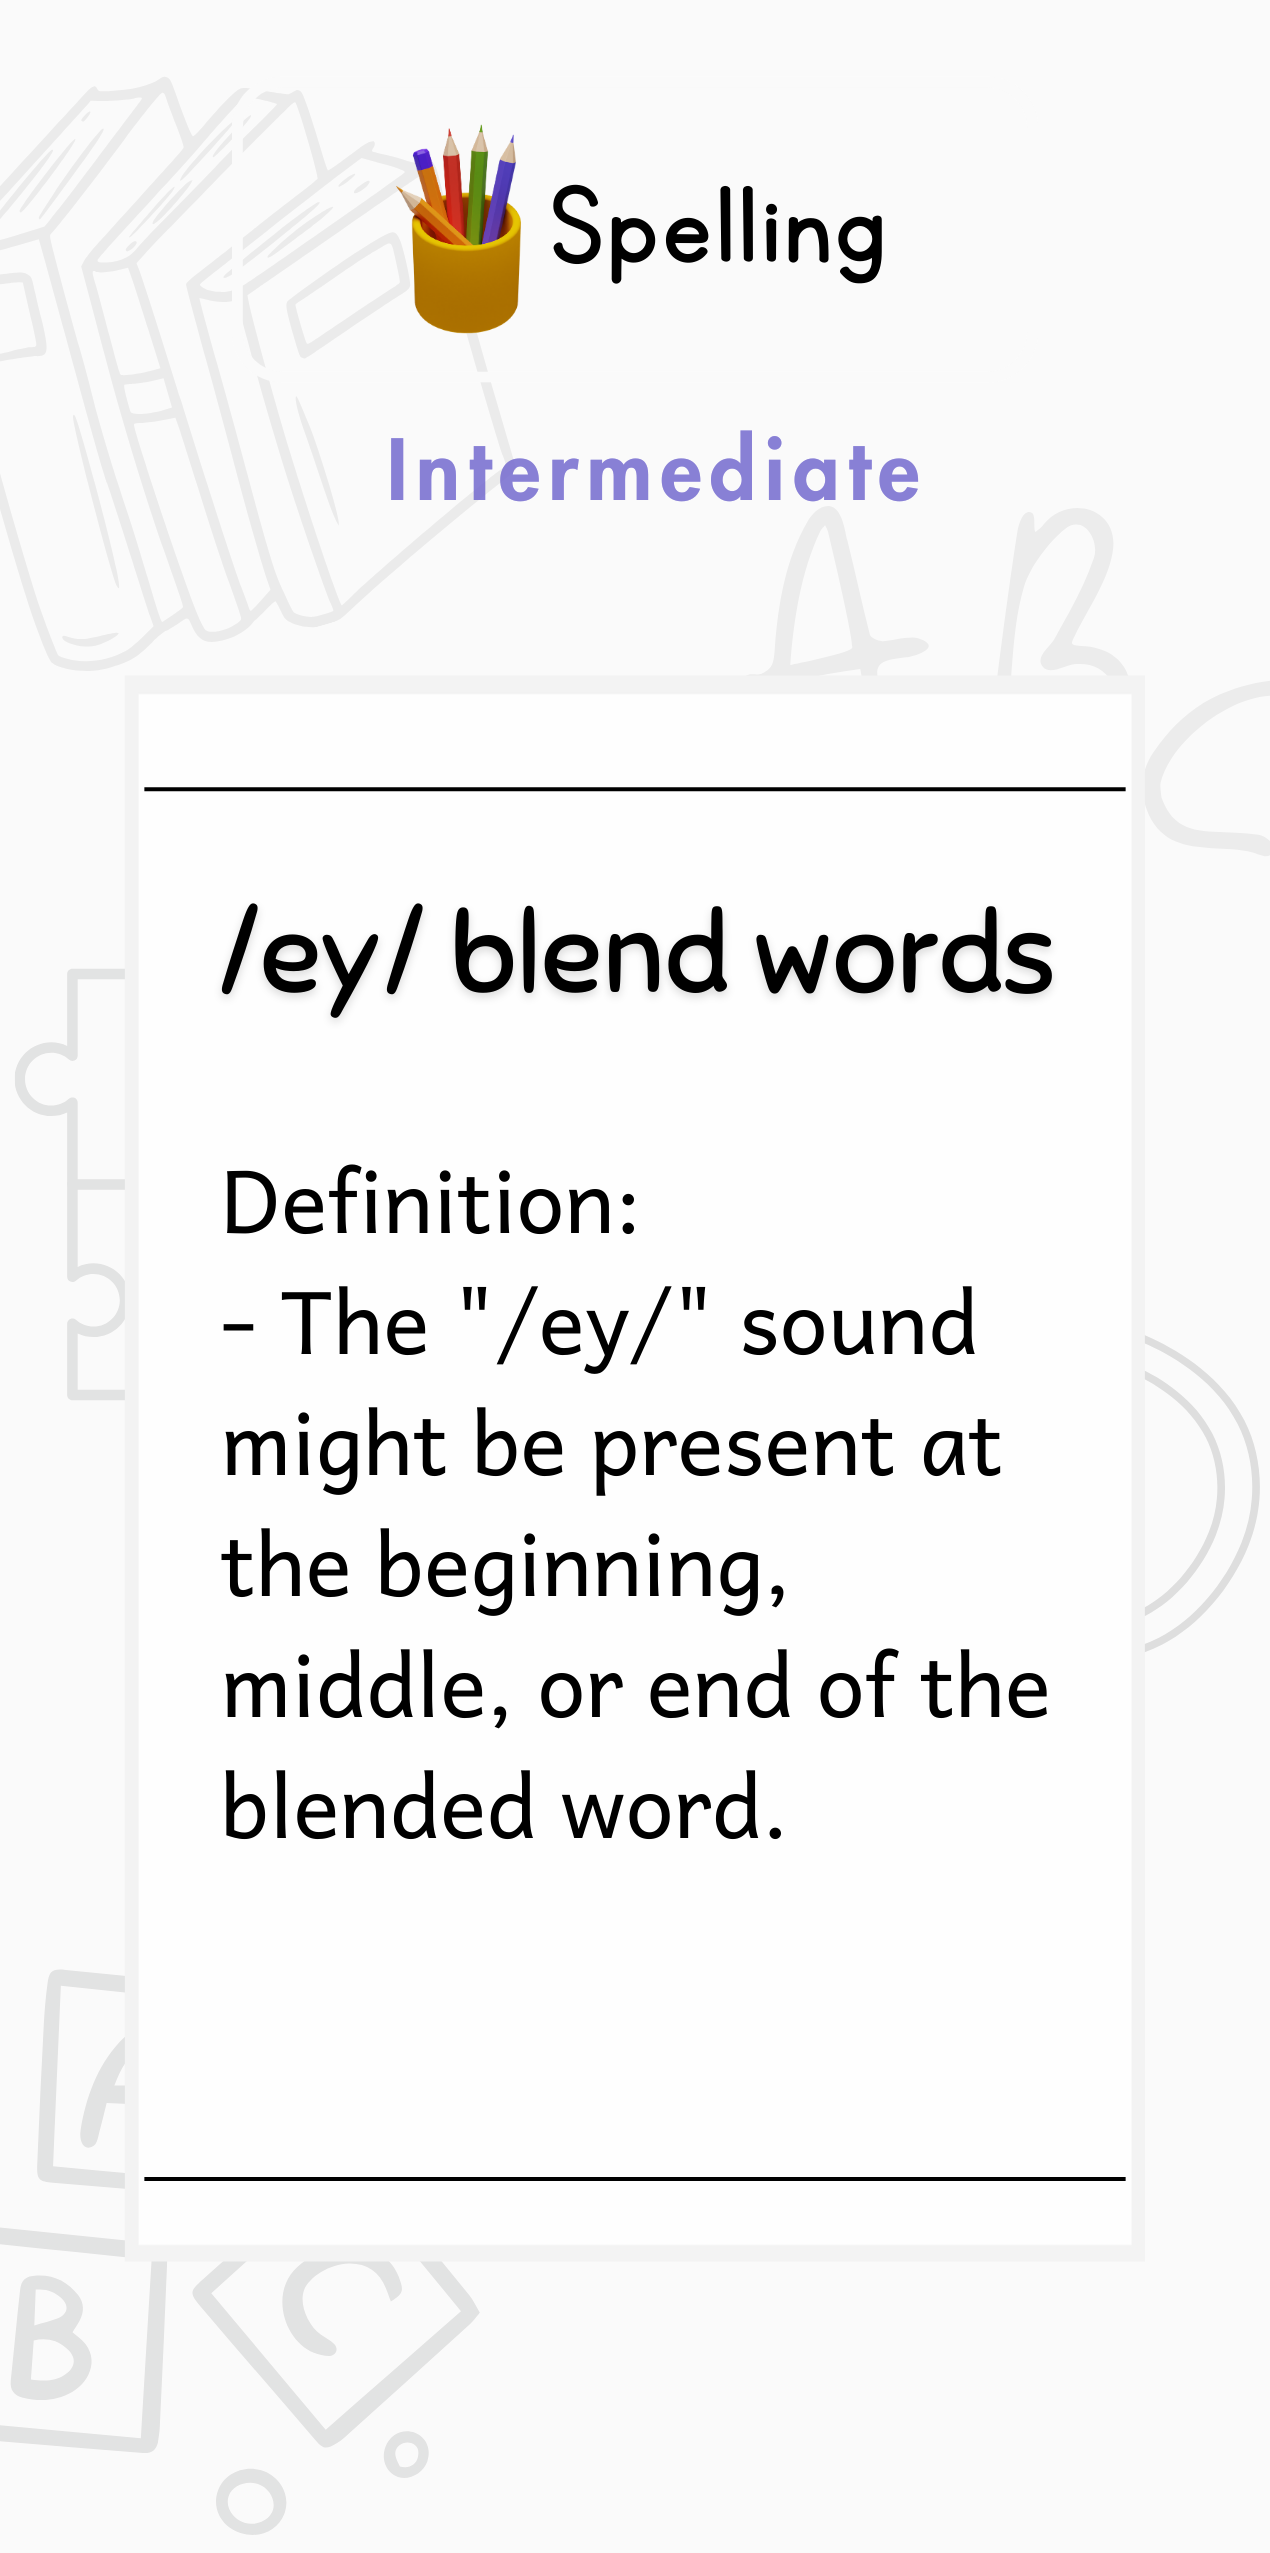 Spelling
Intermediate
A B
/ey/ blend words
Definition:
- The "/ey/" sound
might be present at
the beginning,
middle, or end of the
blended word.
A
B C